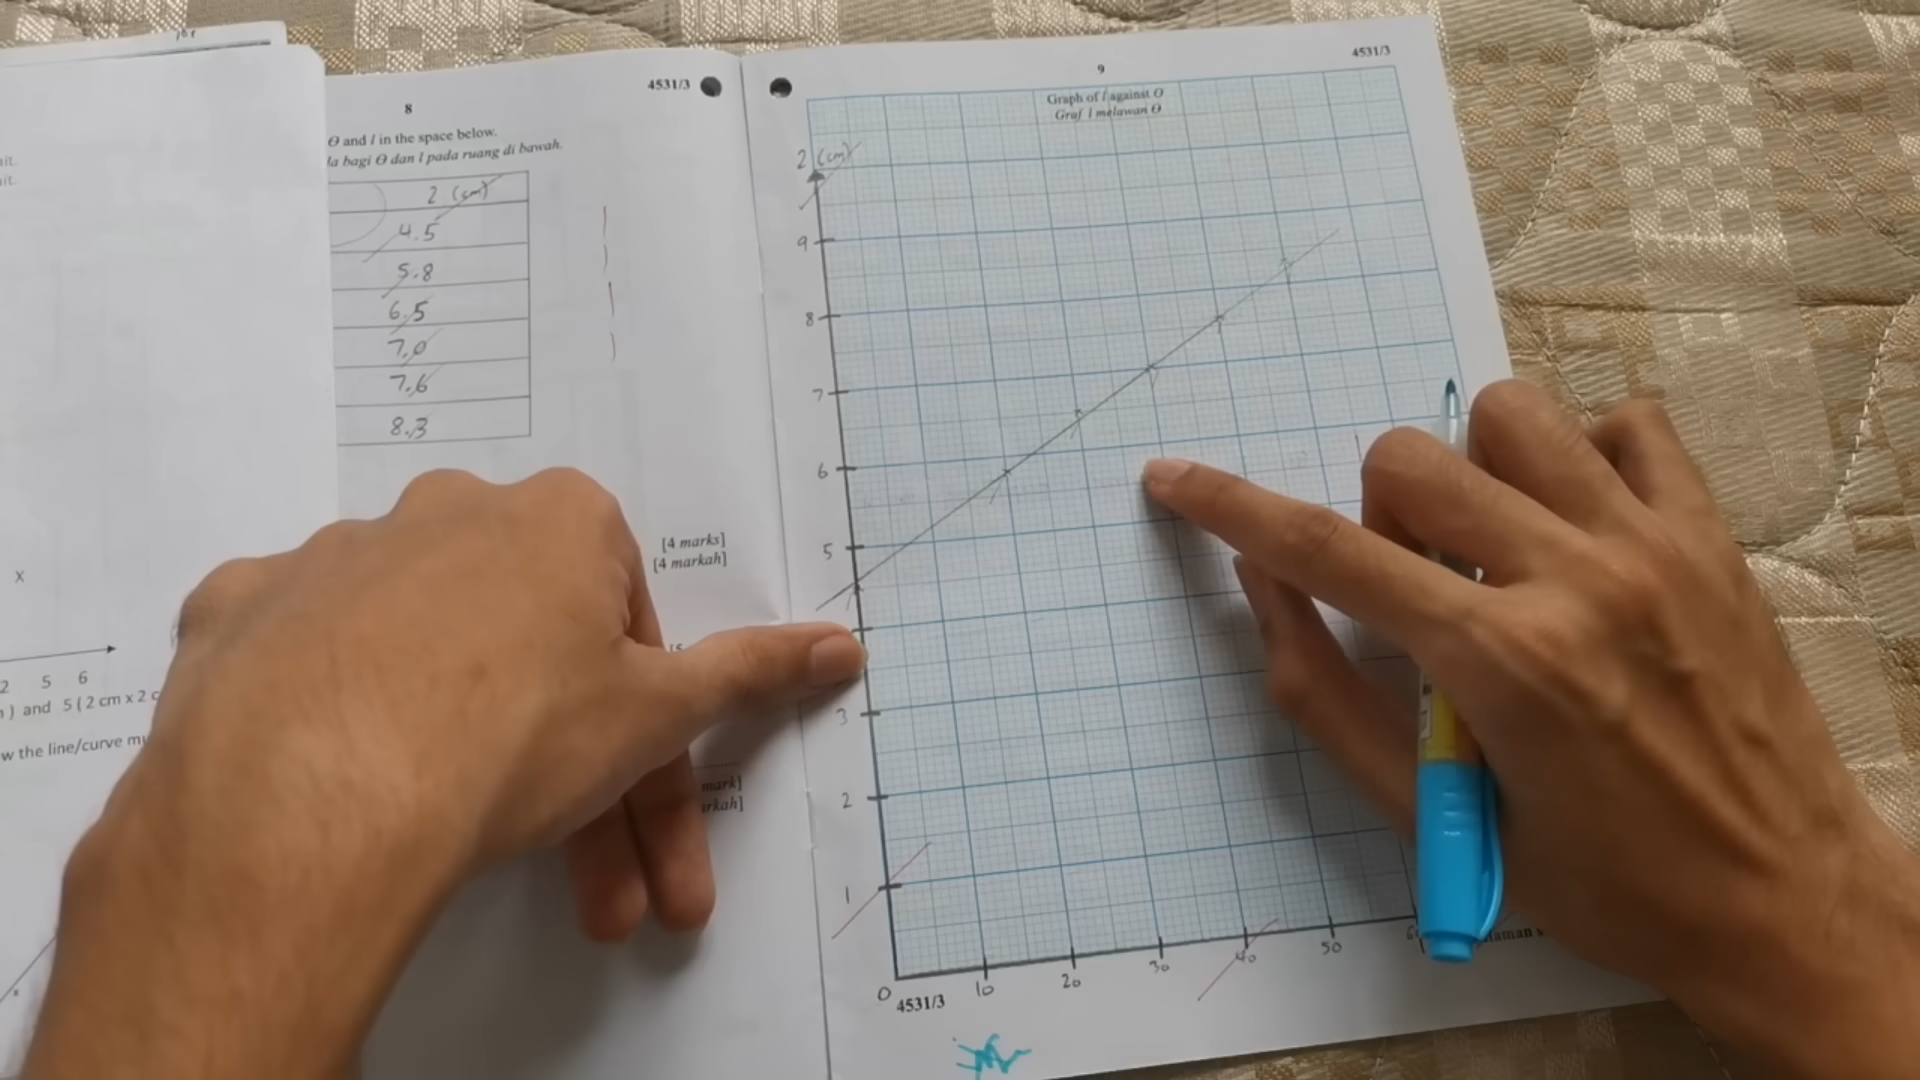 4531/3
8
Θ and l in the space below.
la bagi Θ dan l pada ruang di bawah.
l (cm)
4.5
5.8
6.5
7.0
7.6
8.3
[4 marks]
[4 markah]
mark]
arkah]
X
2 5 6
) and 5 ( 2 cm x 2 c
w the line/curve mu
9
4531/3
Graph of l against Θ
Graf l melawan Θ
l (cm)
9
8
7
6
5
3
2
1
0 10 20 30 40 50
4531/3